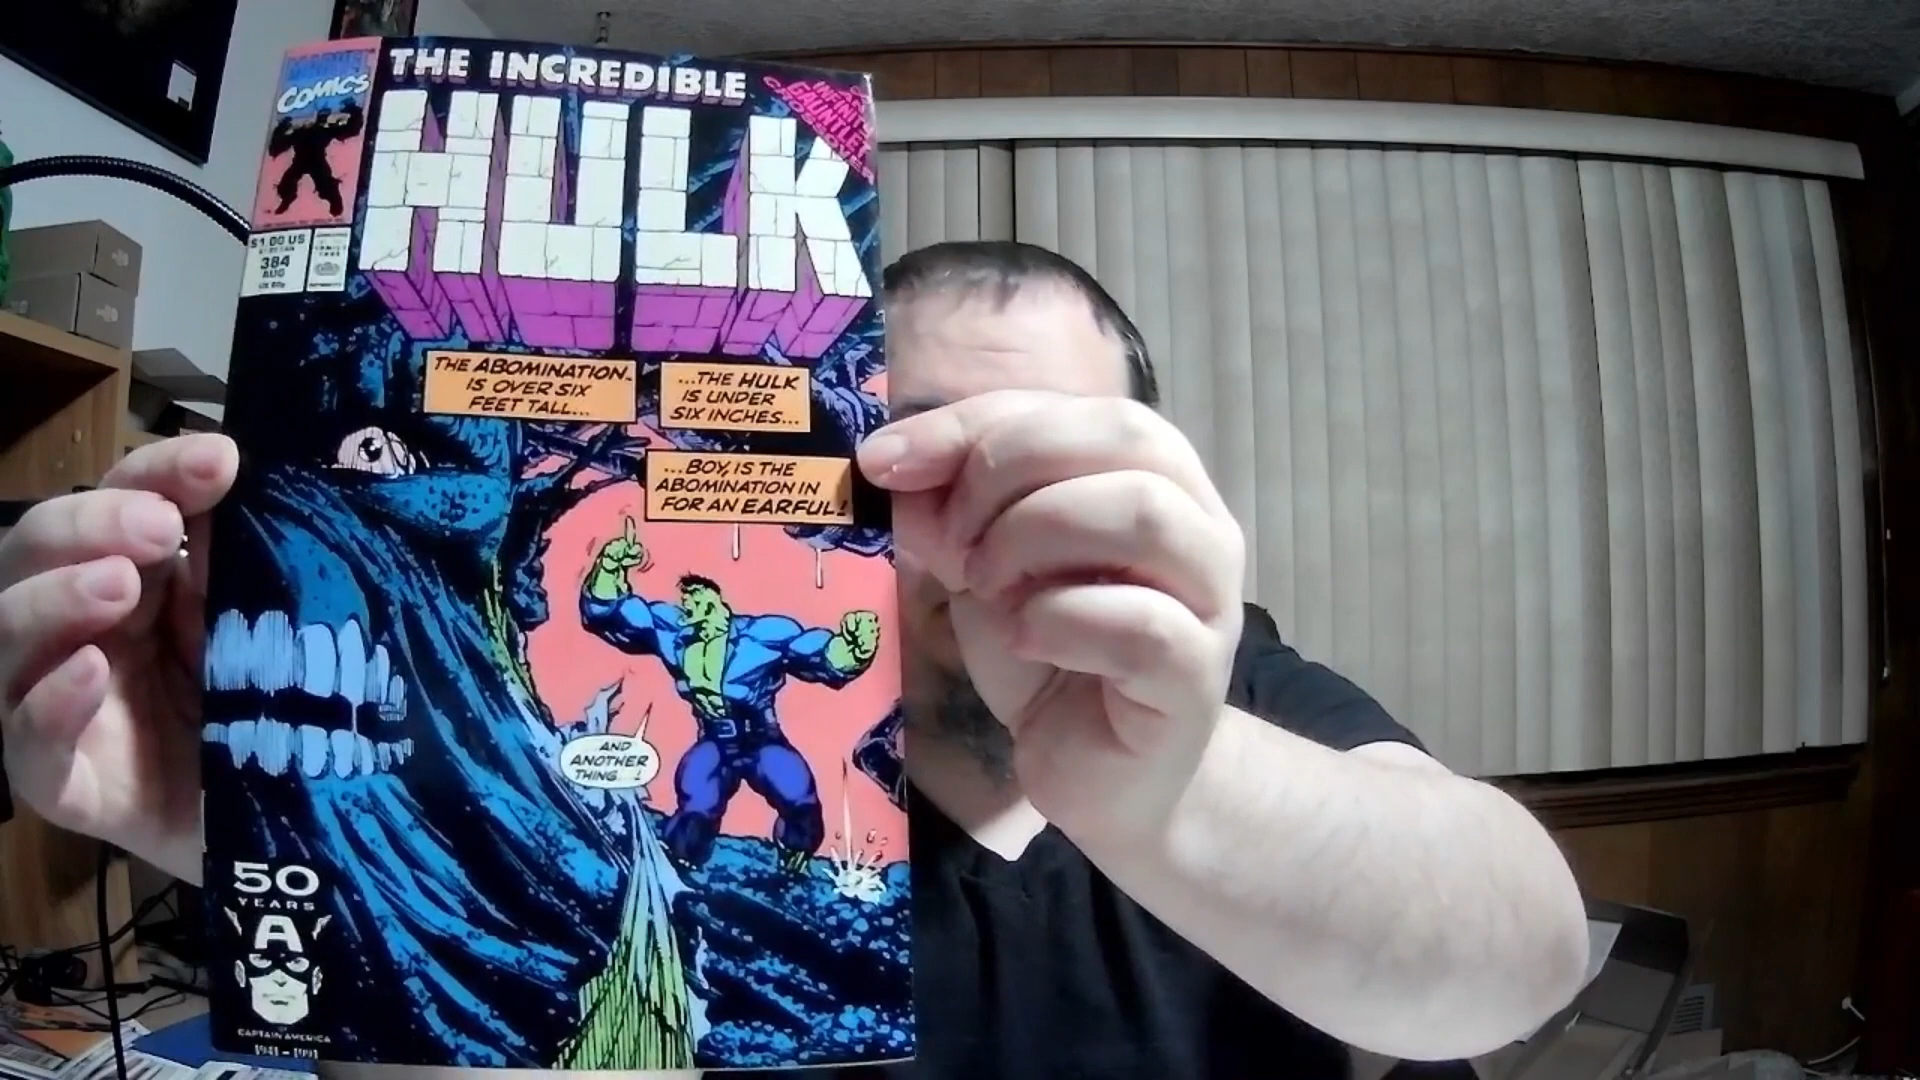 MARVEL
COMICS
THE INCREDIBLE
HULK
INFINITY
GAUNTLET
$1.00 US
384
AUG
THE ABOMINATION
IS OVER SIX
FEET TALL...
...THE HULK
IS UNDER
SIX INCHES...
...BOY, IS THE
ABOMINATION IN
FOR AN EARFUL!
...AND
ANOTHER
THING...!
50
YEARS
A
CAPTAIN AMERICA
1941-1991